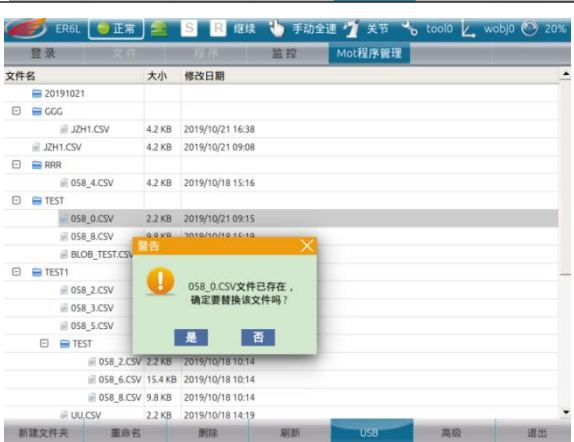 ER6L 正常 S R 继续 手动全速 关节 tool0 wobj0 20%
登录 文件 程序 监控 Mot程序管理
文件名 大小 修改日期
20191021
GGG
JZH1.CSV 4.2 KB 2019/10/21 16:38
JZH1.CSV 4.2 KB 2019/10/21 09:08
RRR
058_4.CSV 4.2 KB 2019/10/18 15:16
TEST
058_0.CSV 2.2 KB 2019/10/21 09:15
058_8.CSV 9.8 KB 2019/10/18 15:19
BLOB_TEST.CSV
警告
058_0.CSV文件已存在，
确定要替换该文件吗？
是 否
TEST1
058_2.CSV
058_3.CSV
058_5.CSV
TEST
058_2.CSV 2.2 KB 2019/10/18 10:14
058_6.CSV 15.4 KB 2019/10/18 10:14
058_8.CSV 9.8 KB 2019/10/18 10:14
UU.CSV 2.2 KB 2019/10/18 14:19
新建文件夹 重命名 删除 刷新 USB 高级 退出